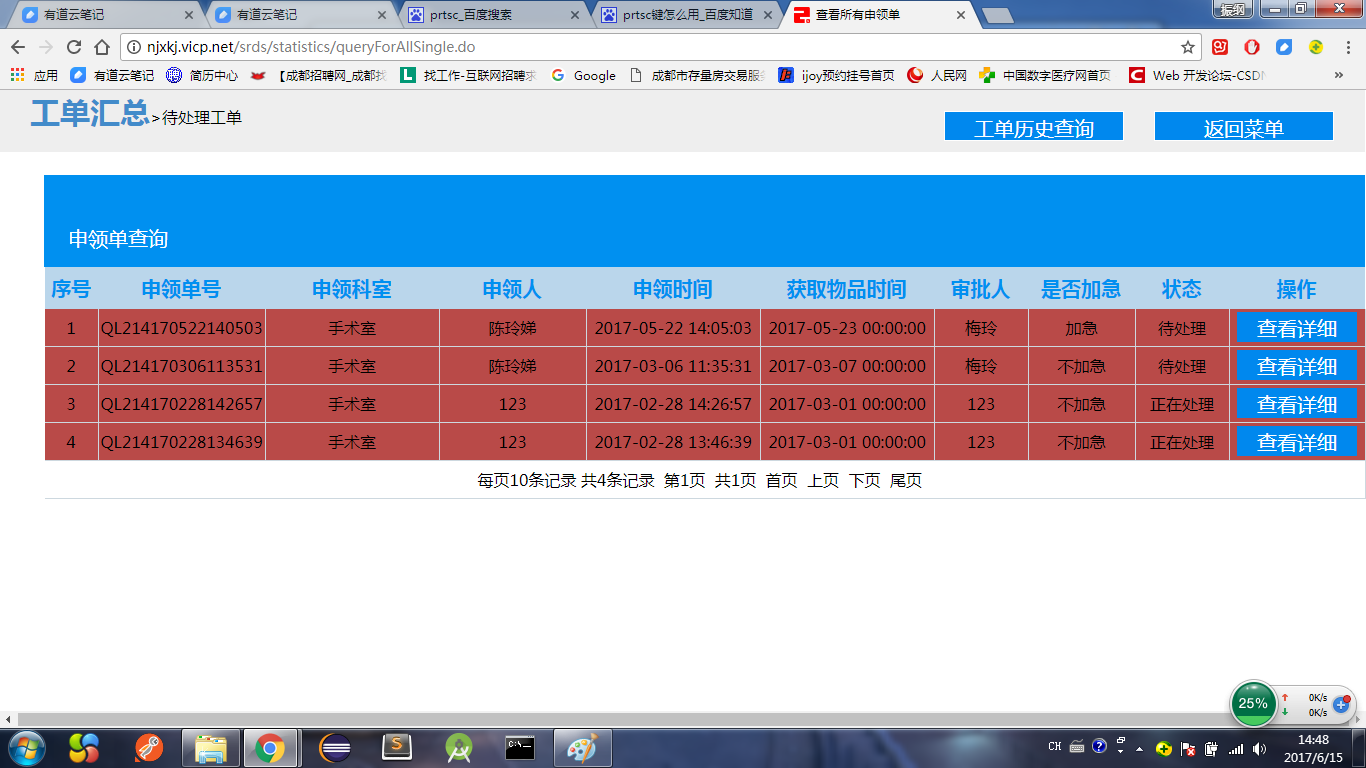 有道云笔记 有道云笔记 prtsc_百度搜索 prtsc键怎么用_百度知道 查看所有申领单 振纲
njxkj.vicp.net/srds/statistics/queryForAllSingle.do
应用 有道云笔记 简历中心 【成都招聘网_成都找 找工作-互联网招聘求 Google 成都市存量房交易服务 ijoy预约挂号首页 人民网 中国数字医疗网首页 Web 开发论坛-CSDN »
工单汇总>待处理工单 工单历史查询 返回菜单
申领单查询
序号 申领单号 申领科室 申领人 申领时间 获取物品时间 审批人 是否加急 状态 操作
1 QL214170522140503 手术室 陈玲娣 2017-05-22 14:05:03 2017-05-23 00:00:00 梅玲 加急 待处理 查看详细
2 QL214170306113531 手术室 陈玲娣 2017-03-06 11:35:31 2017-03-07 00:00:00 梅玲 不加急 待处理 查看详细
3 QL214170228142657 手术室 123 2017-02-28 14:26:57 2017-03-01 00:00:00 123 不加急 正在处理 查看详细
4 QL214170228134639 手术室 123 2017-02-28 13:46:39 2017-03-01 00:00:00 123 不加急 正在处理 查看详细
每页10条记录 共4条记录 第1页 共1页 首页 上页 下页 尾页
25% 0K/s
0K/s
CH 14:48
2017/6/15